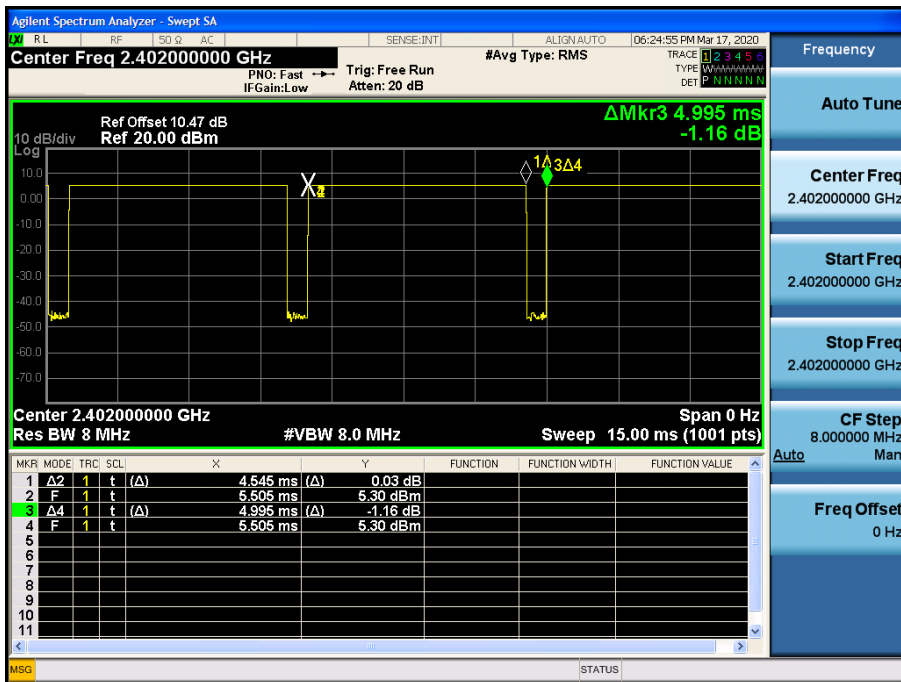 Agilent Spectrum Analyzer - Swept SA
LXI RL RF 50 Ω AC SENSE:INT ALIGNAUTO 06:24:55 PM Mar 17, 2020
Center Freq 2.402000000 GHz #Avg Type: RMS TRACE 1 2 3 4 5 6
PNO: Fast Trig: Free Run TYPE WWWWWW
IFGain:Low Atten: 20 dB DET P N N N N N
Frequency
Auto Tune
Center Freq
2.402000000 GHz
Start Freq
2.402000000 GHz
Stop Freq
2.402000000 GHz
CF Step
8.000000 MHz
Auto Man
Freq Offset
0 Hz
ΔMkr3 4.995 ms
-1.16 dB
Ref Offset 10.47 dB
10 dB/div Ref 20.00 dBm
Log
10.0
0.00
-10.0
-20.0
-30.0
-40.0
-50.0
-60.0
-70.0
1Δ 3Δ4
Center 2.402000000 GHz Span 0 Hz
Res BW 8 MHz #VBW 8.0 MHz Sweep 15.00 ms (1001 pts)
MKR MODE TRC SCL X Y FUNCTION FUNCTION WIDTH FUNCTION VALUE
1 Δ2 1 t (Δ) 4.545 ms (Δ) 0.03 dB
2 F 1 t 5.505 ms 5.30 dBm
3 Δ4 1 t (Δ) 4.995 ms (Δ) -1.16 dB
4 F 1 t 5.505 ms 5.30 dBm
5
6
7
8
9
10
11
MSG STATUS